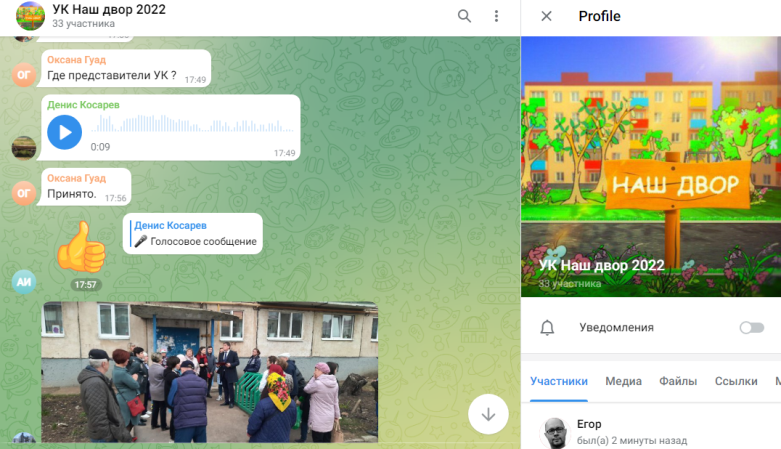 УК Наш двор 2022
33 участника
Оксана Гуад
Где представители УК ?
17:49
Денис Косарев
0:09
17:49
Оксана Гуад
Принято.
17:56
Денис Косарев
Голосовое сообщение
АИ
17:57
ОГ
ОГ
Profile
НАШ ДВОР
УК Наш двор 2022
33 участника
Уведомления
Участники Медиа Файлы Ссылки
Егор
был(а) 2 минуты назад